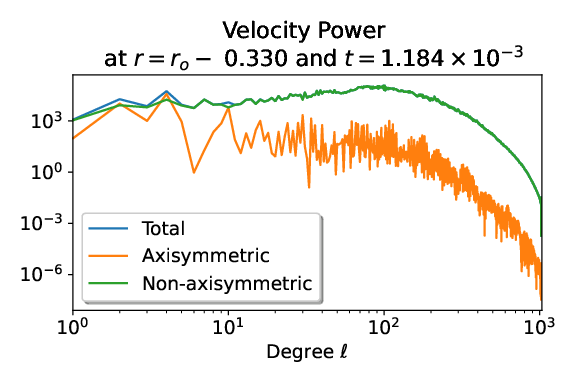 Velocity Power
at r = r_o − 0.330 and t = 1.184 × 10^−3
10^3
10^0
10^−3
10^−6
Total
Axisymmetric
Non-axisymmetric
10^0 10^1 10^2 10^3
Degree ℓ